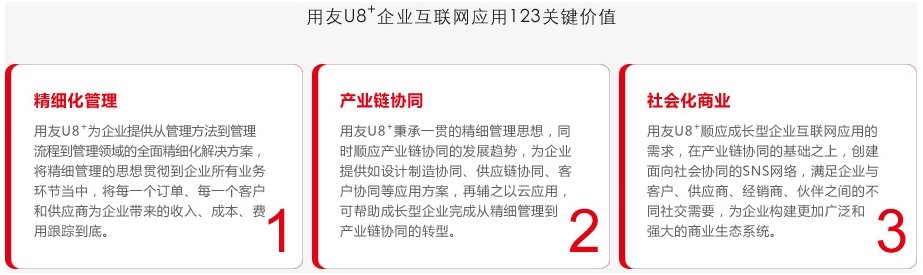 用友U8⁺企业互联网应用123关键价值
精细化管理
用友U8⁺为企业提供从管理方法到管理
流程到管理领域的全面精细化解决方案，
将精细管理的思想贯彻到企业所有业务
环节当中，将每一个订单、每一个客户
和供应商为企业带来的收入、成本、费
用跟踪到底。
1
产业链协同
用友U8⁺秉承一贯的精细管理思想，同
时顺应产业链协同的发展趋势，为企业
提供如设计制造协同、供应链协同、客
户协同等应用方案，再辅之以云应用，
可帮助成长型企业完成从精细管理到
产业链协同的转型。
2
社会化商业
用友U8⁺顺应成长型企业互联网应用的
需求，在产业链协同的基础之上，创建
面向社会协同的SNS网络，满足企业与
客户、供应商、经销商、伙伴之间的不
同社交需要，为企业构建更加广泛和
强大的商业生态系统。
3